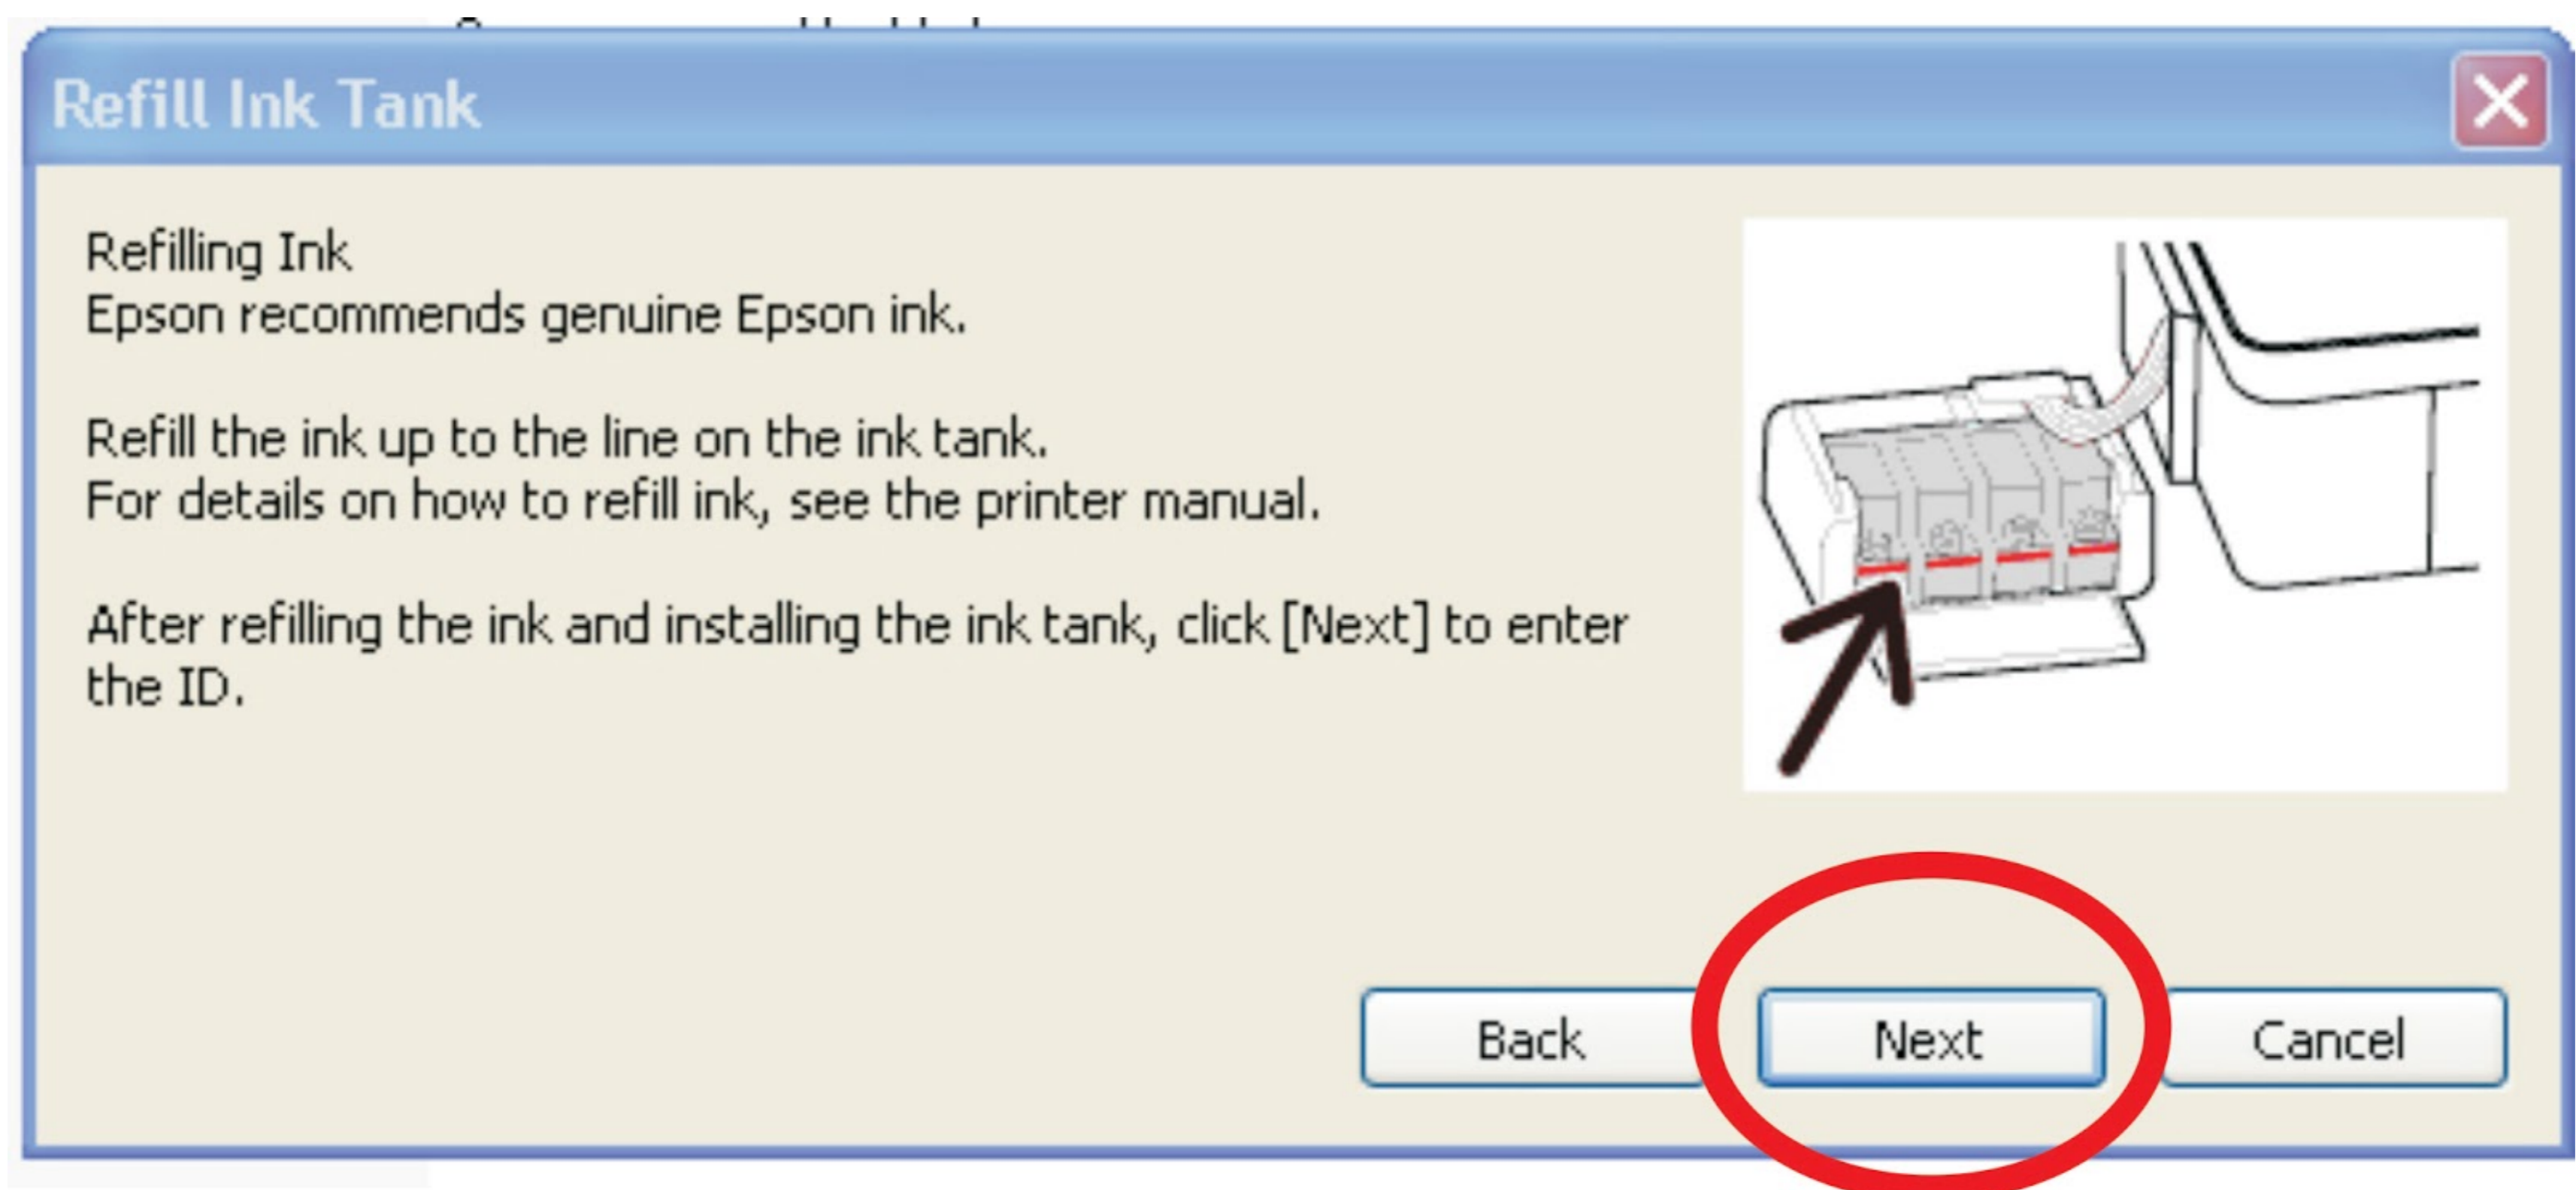 Refill Ink Tank
Refilling Ink
Epson recommends genuine Epson ink.
Refill the ink up to the line on the ink tank.
For details on how to refill ink, see the printer manual.
After refilling the ink and installing the ink tank, click [Next] to enter
the ID.
Back Next Cancel